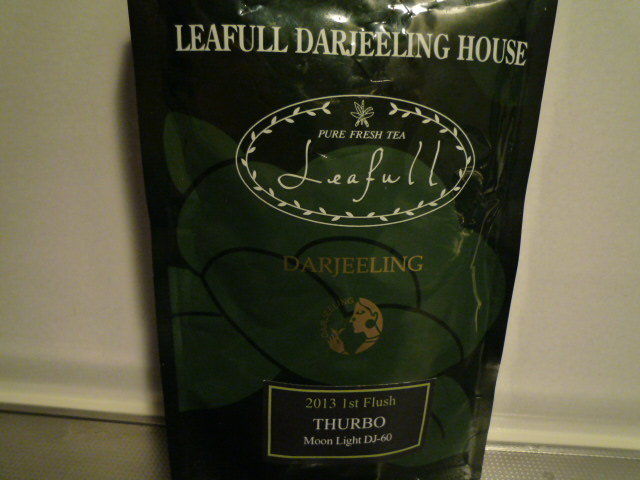 LEAFULL DARJEELING HOUSE
PURE FRESH TEA
Leafull
DARJEELING
2013 1st Flush
THURBO
Moon Light DJ-60